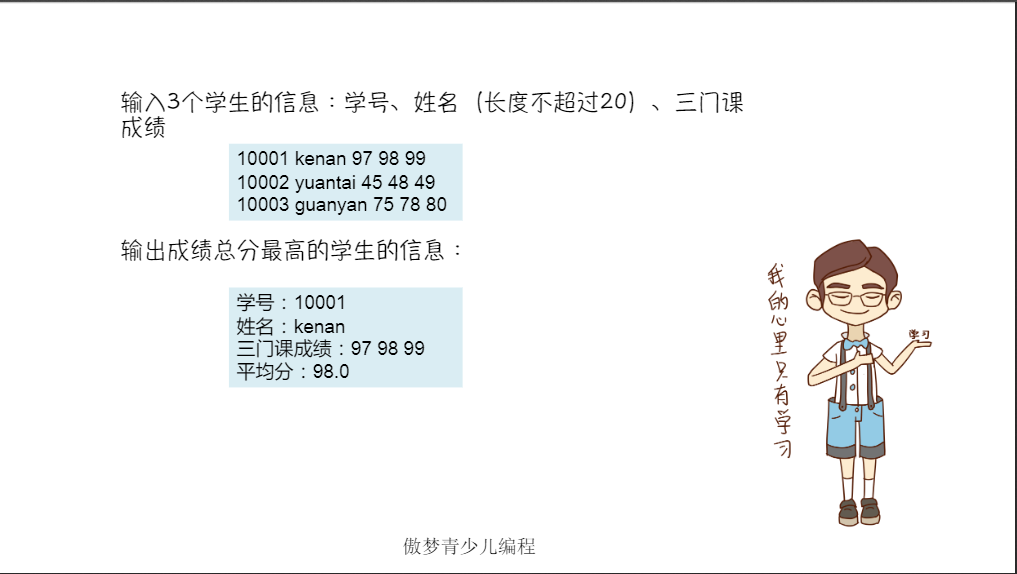 输入3个学生的信息：学号、姓名（长度不超过20）、三门课
成绩
10001 kenan 97 98 99
10002 yuantai 45 48 49
10003 guanyan 75 78 80
输出成绩总分最高的学生的信息：
学号：10001
姓名：kenan
三门课成绩：97 98 99
平均分：98.0
我的心里只有学习
学习
傲梦青少儿编程